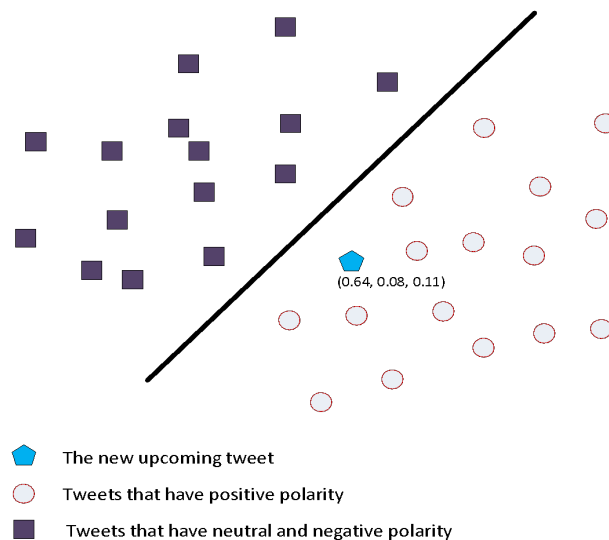 (0.64, 0.08, 0.11)
The new upcoming tweet
Tweets that have positive polarity
Tweets that have neutral and negative polarity